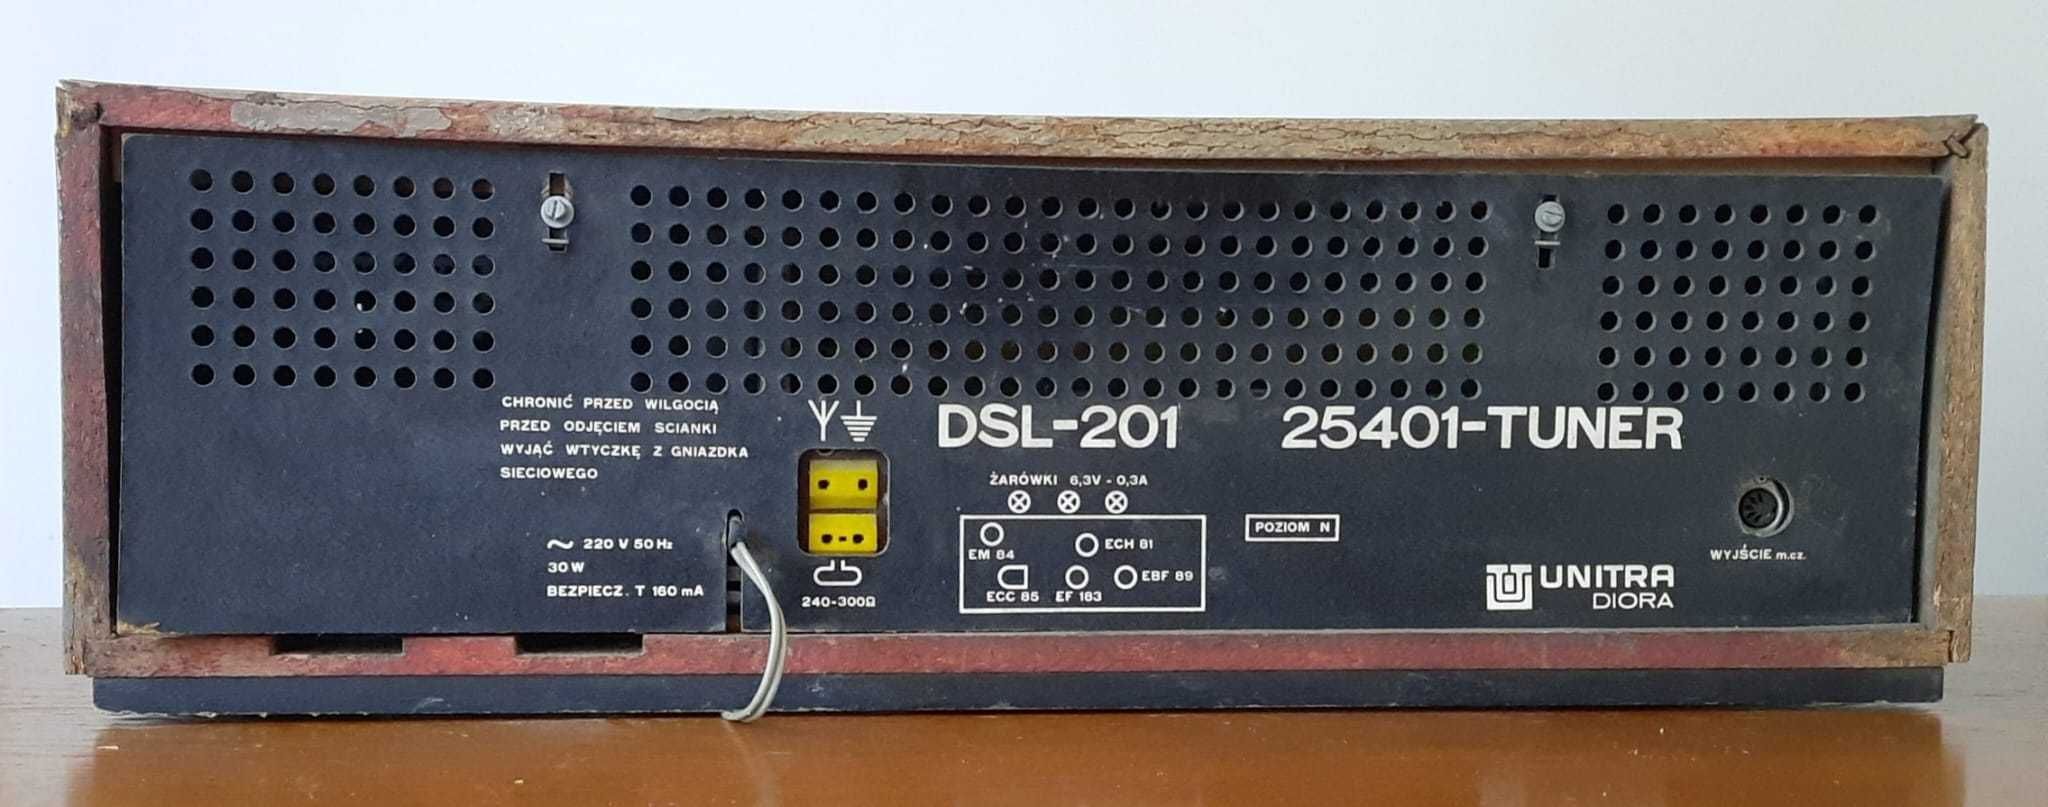 CHRONIĆ PRZED WILGOCIĄ
PRZED ODJĘCIEM SCIANKI
WYJĄĆ WTYCZKĘ Z GNIAZDKA
SIECIOWEGO
~ 220 V 50 Hz
30 W
BEZPIECZ. T 160 mA
240-300Ω
DSL-201 25401-TUNER
ŻARÓWKI 6,3V - 0,3A
EM 84
ECH 81
EBF 89
ECC 85 EF 183
POZIOM N
WYJŚCIE m.cz.
UNITRA
DIORA